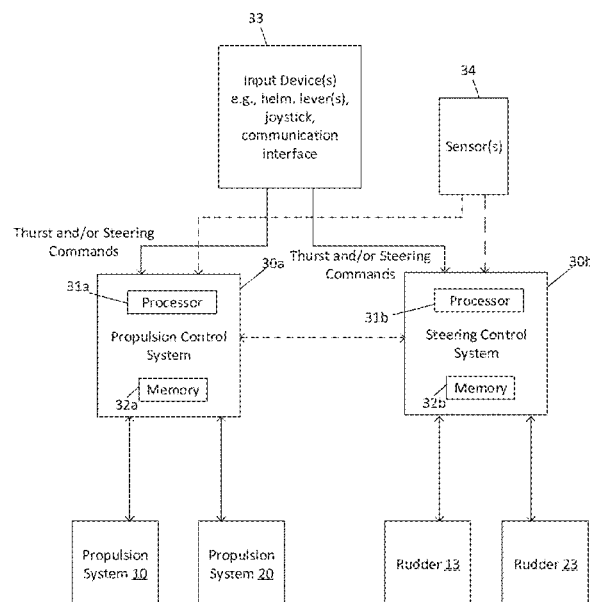 33
Input Device(s)
e.g., helm, lever(s),
joystick,
communication
interface
34
Sensor(s)
Thurst and/or Steering
Commands
Thurst and/or Steering
Commands
30a
30b
31a
Processor
Propulsion Control
System
Memory
32a
31b
Processor
Steering Control
System
Memory
32b
Propulsion
System 10
Propulsion
System 20
Rudder 13
Rudder 23